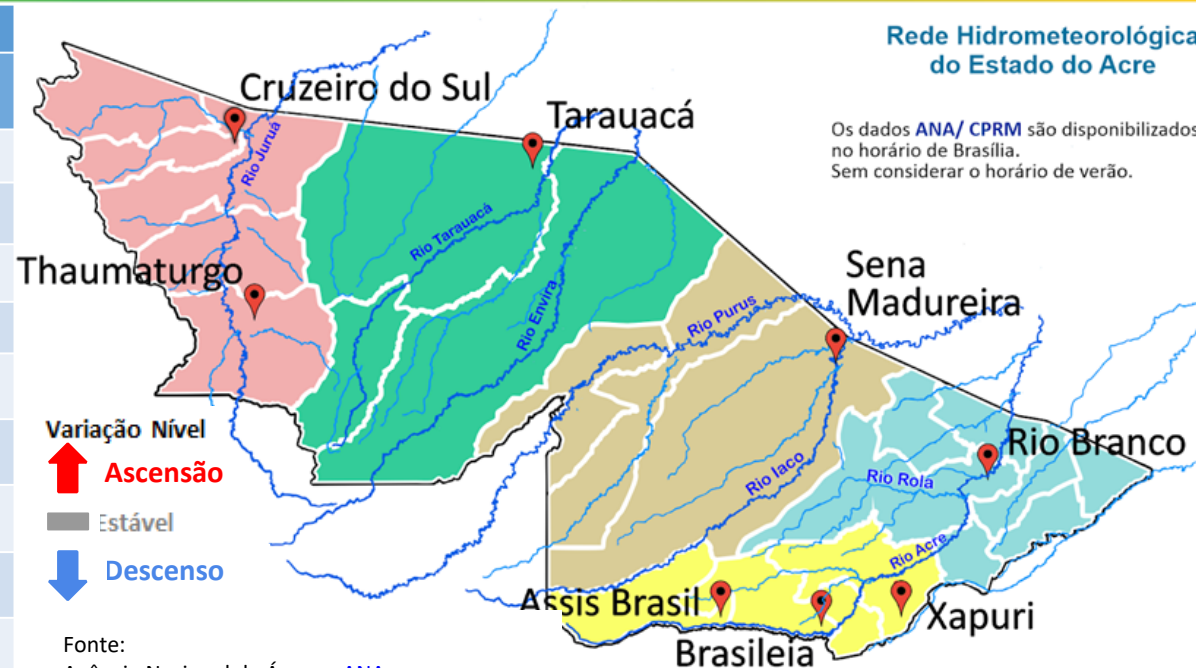 Rede Hidrometeorológica
do Estado do Acre
Os dados ANA/ CPRM são disponibilizados
no horário de Brasília.
Sem considerar o horário de verão.
Cruzeiro do Sul
Tarauacá
Rio Juruá
Rio Tarauacá
Thaumaturgo
Rio Envira
Sena
Madureira
Rio Purus
Rio Branco
Rio Iaco
Rio Rola
Rio Acre
Assis Brasil
Brasileia
Xapuri
Variação Nível
Ascensão
Estável
Descenso
Fonte: